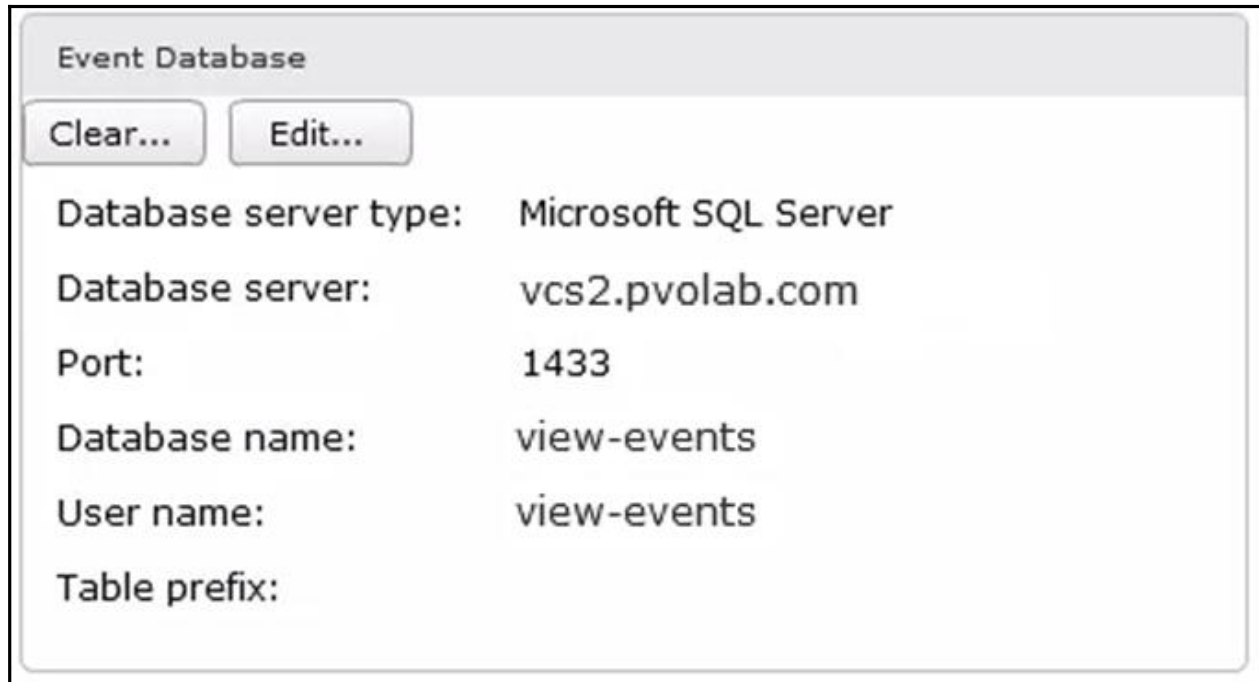 Event Database
Clear... Edit...
Database server type: Microsoft SQL Server
Database server: vcs2.pvolab.com
Port: 1433
Database name: view-events
User name: view-events
Table prefix: